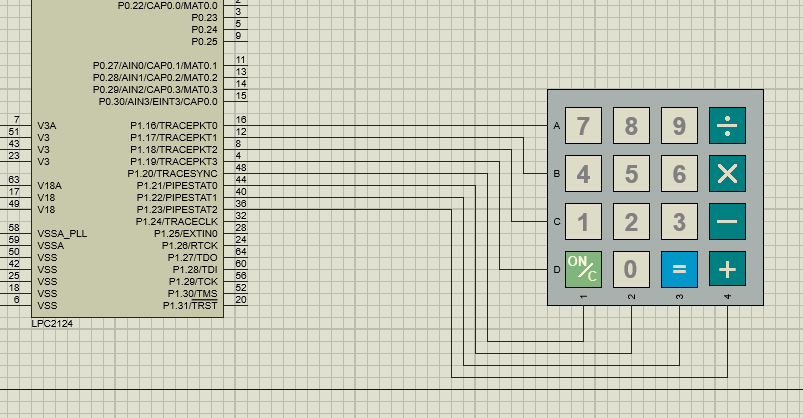 P0.22/CAP0.0/MAT0.0 2
P0.23 3
P0.24 5
P0.25 9
P0.27/AIN0/CAP0.1/MAT0.1 11
P0.28/AIN1/CAP0.2/MAT0.2 13
P0.29/AIN2/CAP0.3/MAT0.3 14
P0.30/AIN3/EINT3/CAP0.0 15
7 V3A P1.16/TRACEPKT0 16 A 7 8 9 ÷
51 V3 P1.17/TRACEPKT1 12
43 V3 P1.18/TRACEPKT2 8
23 V3 P1.19/TRACEPKT3 4
P1.20/TRACESYNC 48 B 4 5 6 ×
63 V18A P1.21/PIPESTAT0 44
17 V18 P1.22/PIPESTAT1 40
49 V18 P1.23/PIPESTAT2 36
P1.24/TRACECLK 32 C 1 2 3 −
58 VSSA_PLL P1.25/EXTIN0 28
59 VSSA P1.26/RTCK 24
50 VSS P1.27/TDO 64
42 VSS P1.28/TDI 60 D ON/C 0 = +
25 VSS P1.29/TCK 56
18 VSS P1.30/TMS 52
6 VSS P1.31/TRST 20
1 2 3 4
LPC2124